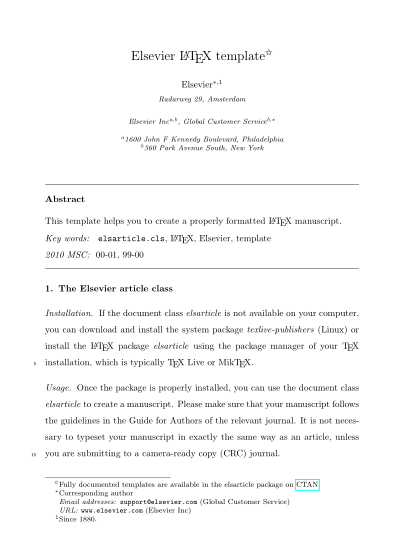 Elsevier LATEX template☆
Elsevier∗,1
Radarweg 29, Amsterdam
Elsevier Inca,b, Global Customer Serviceb,∗
a1600 John F Kennedy Boulevard, Philadelphia
b360 Park Avenue South, New York
Abstract
This template helps you to create a properly formatted LATEX manuscript.
Key words: elsarticle.cls, LATEX, Elsevier, template
2010 MSC: 00-01, 99-00
1. The Elsevier article class
Installation. If the document class elsarticle is not available on your computer,
you can download and install the system package texlive-publishers (Linux) or
install the LATEX package elsarticle using the package manager of your TEX
5 installation, which is typically TEX Live or MikTEX.
Usage. Once the package is properly installed, you can use the document class
elsarticle to create a manuscript. Please make sure that your manuscript follows
the guidelines in the Guide for Authors of the relevant journal. It is not neces-
sary to typeset your manuscript in exactly the same way as an article, unless
10 you are submitting to a camera-ready copy (CRC) journal.
☆Fully documented templates are available in the elsarticle package on CTAN
∗Corresponding author
Email addresses: support@elsevier.com (Global Customer Service)
URL: www.elsevier.com (Elsevier Inc)
1Since 1880.